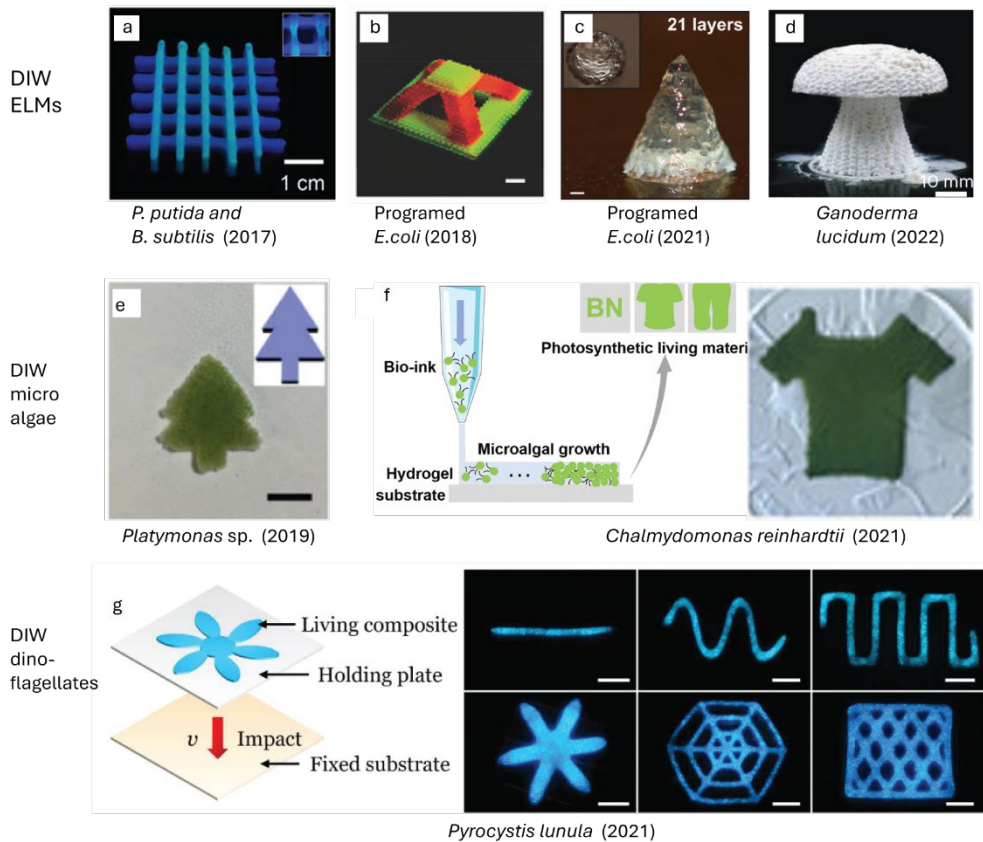 DIW
ELMs
a
1 cm
P. putida and
B. subtilis (2017)
b
Programed
E.coli (2018)
c
21 layers
Programed
E.coli (2021)
d
10 mm
Ganoderma
lucidum (2022)
DIW
micro
algae
e
Platymonas sp. (2019)
f
Bio-ink
BN
Photosynthetic living materi
Microalgal growth
Hydrogel
substrate
...
Chalmydomonas reinhardtii (2021)
DIW
dino-
flagellates
g
Living composite
Holding plate
v Impact
Fixed substrate
Pyrocystis lunula (2021)